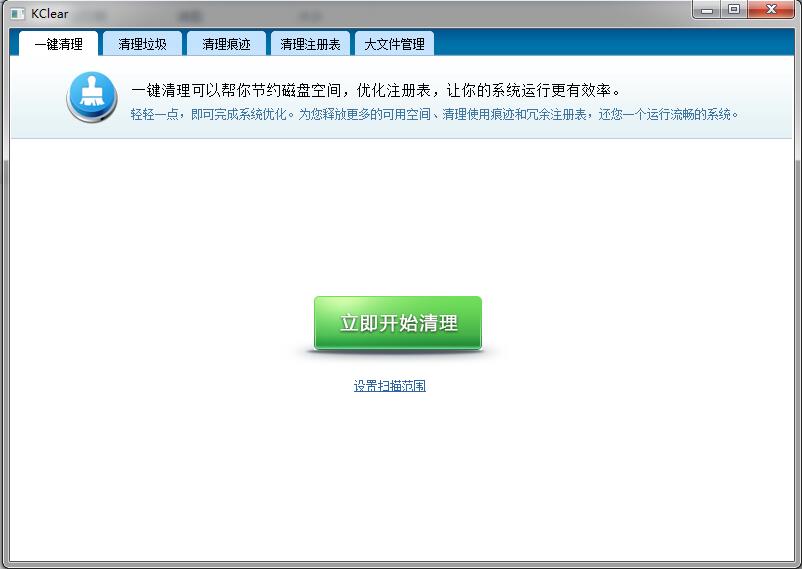 KClear
一键清理
清理垃圾
清理痕迹
清理注册表
大文件管理
一键清理可以帮你节约磁盘空间，优化注册表，让你的系统运行更有效率。
轻轻一点，即可完成系统优化。为您释放更多的可用空间、清理使用痕迹和冗余注册表，还您一个运行流畅的系统。
立即开始清理
设置扫描范围